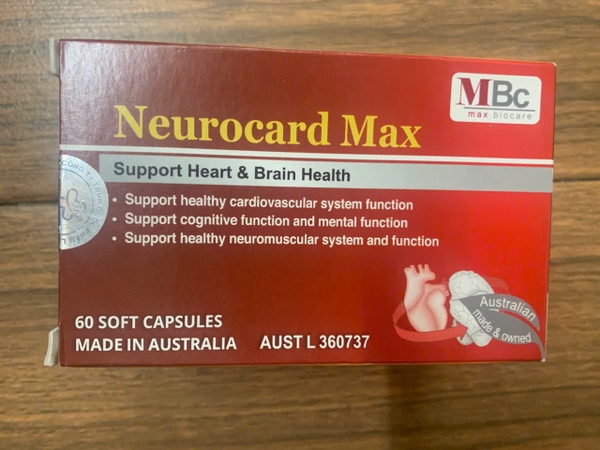 MBc
max biocare
Neurocard Max
Support Heart & Brain Health
• Support healthy cardiovascular system function
• Support cognitive function and mental function
• Support healthy neuromuscular system and function
Australian
made & owned
60 SOFT CAPSULES
MADE IN AUSTRALIA AUST L 360737